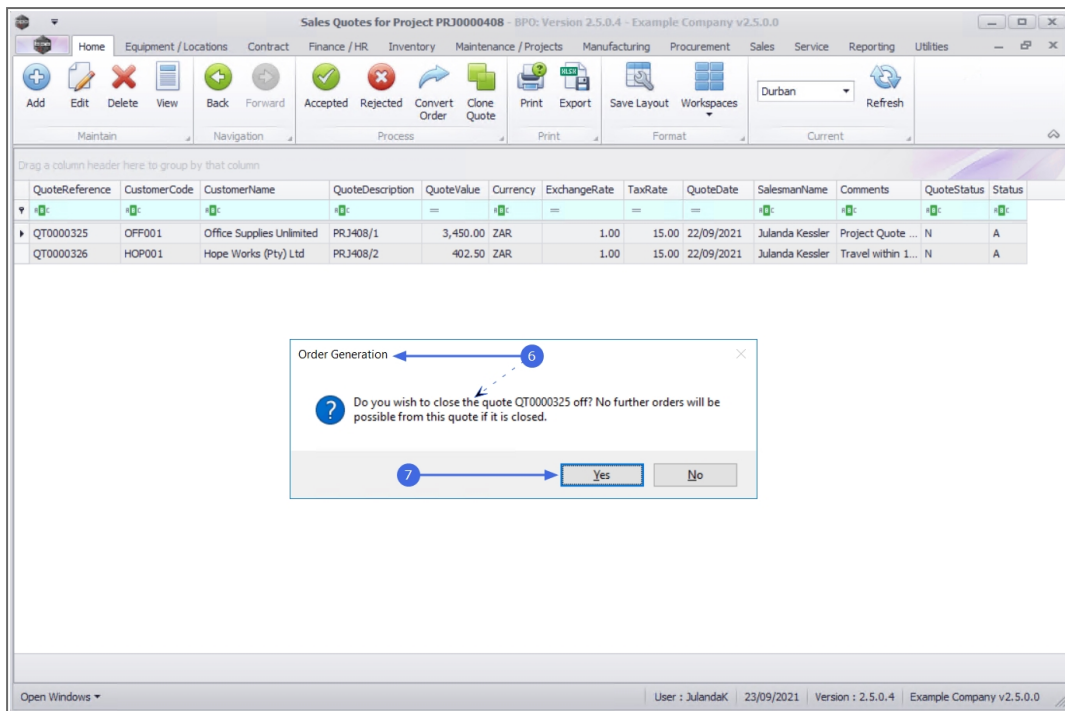 Sales Quotes for Project PRJ0000408 - BPO: Version 2.5.0.4 - Example Company v2.5.0.0
Home Equipment / Locations Contract Finance / HR Inventory Maintenance / Projects Manufacturing Procurement Sales Service Reporting Utilities
Add Edit Delete View Back Forward Accepted Rejected Convert Order Clone Quote Print Export Save Layout Workspaces Durban Refresh
Maintain Navigation Process Print Format Current
Drag a column header here to group by that column
QuoteReference CustomerCode CustomerName QuoteDescription QuoteValue Currency ExchangeRate TaxRate QuoteDate SalesmanName Comments QuoteStatus Status
QT0000325 OFF001 Office Supplies Unlimited PRJ408/1 3,450.00 ZAR 1.00 15.00 22/09/2021 Julanda Kessler Project Quote ... N A
QT0000326 HOP001 Hope Works (Pty) Ltd PRJ408/2 402.50 ZAR 1.00 15.00 22/09/2021 Julanda Kessler Travel within 1... N A
Order Generation 6
Do you wish to close the quote QT0000325 off? No further orders will be
possible from this quote if it is closed.
7 Yes No
Open Windows User : JulandaK 23/09/2021 Version : 2.5.0.4 Example Company v2.5.0.0